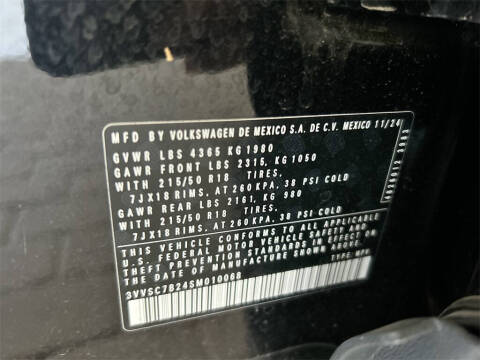 MFD BY VOLKSWAGEN DE MEXICO S.A. DE C.V. MEXICO 11/24
GVWR LBS 4365 KG 1980
GAWR FRONT LBS 2315, KG 1050
WITH 215/50 R18 TIRES.
7JX18 RIMS. AT 260 KPA. 38 PSI COLD
GAWR REAR LBS 2161, KG 980
WITH 215/50 R18 TIRES.
7JX18 RIMS. AT 260 KPA. 38 PSI COLD
THIS VEHICLE CONFORMS TO ALL APPLICABLE
U.S. FEDERAL MOTOR VEHICLE SAFETY AND
THEFT PREVENTION STANDARDS IN EFFECT ON
THE DATE OF MANUFACTURE SHOWN ABOVE.
3VVSC7B24SM010068
TYPE: MPV